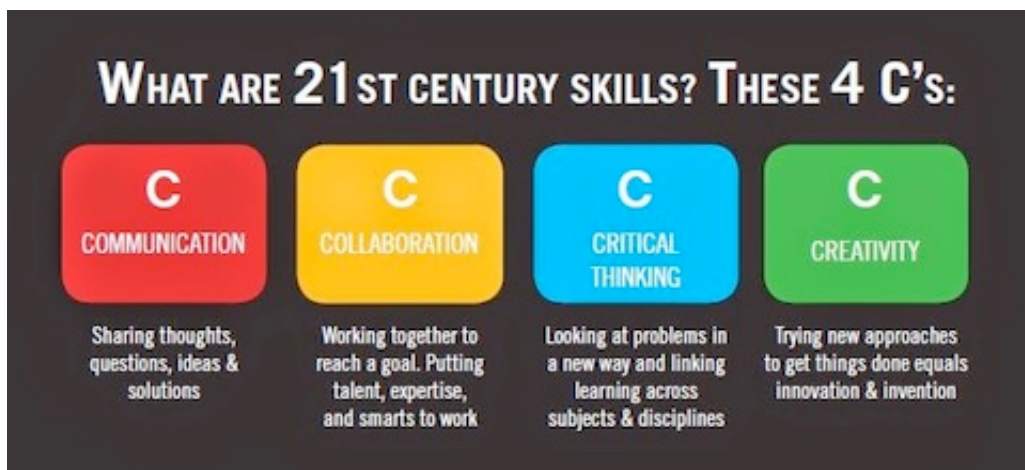 WHAT ARE 21ST CENTURY SKILLS? THESE 4 C'S:
C
COMMUNICATION
Sharing thoughts,
questions, ideas &
solutions
C
COLLABORATION
Working together to
reach a goal. Putting
talent, expertise,
and smarts to work
C
CRITICAL
THINKING
Looking at problems in
a new way and linking
learning across
subjects & disciplines
C
CREATIVITY
Trying new approaches
to get things done equals
innovation & invention